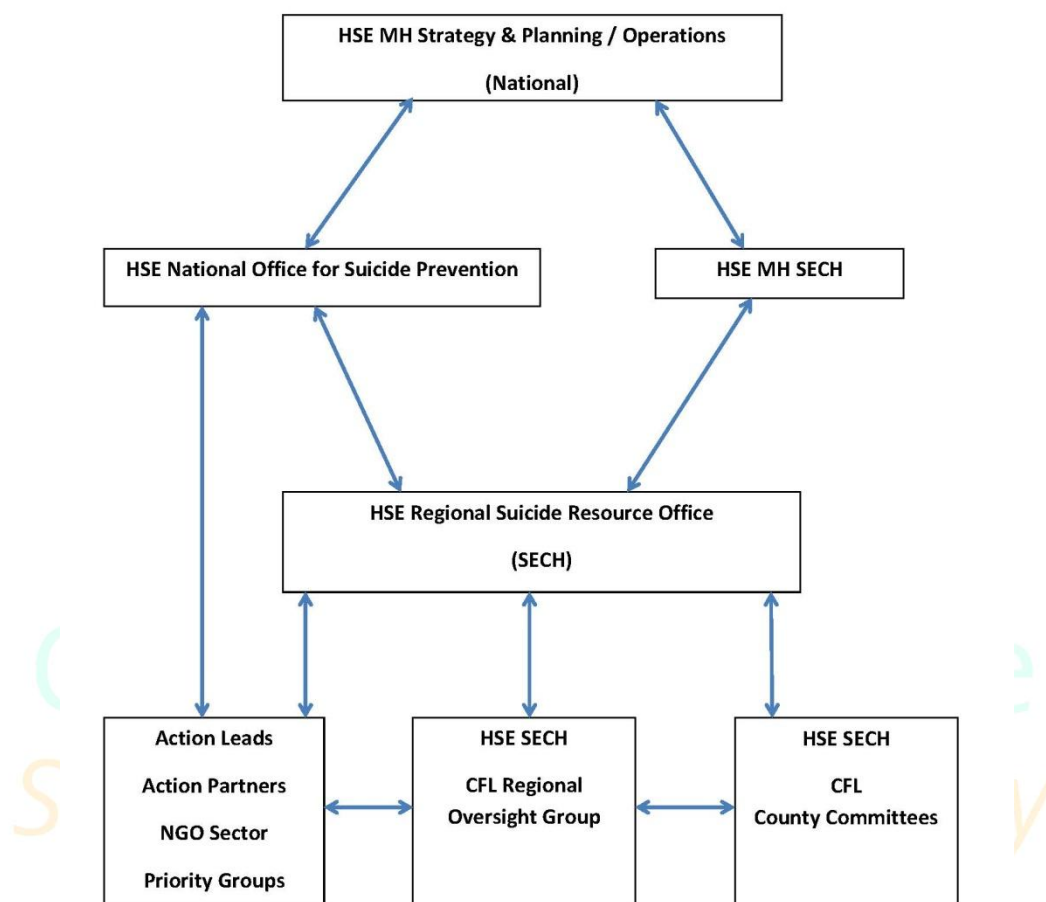 HSE MH Strategy & Planning / Operations
(National)
HSE National Office for Suicide Prevention
HSE MH SECH
HSE Regional Suicide Resource Office
(SECH)
Action Leads
Action Partners
NGO Sector
Priority Groups
HSE SECH
CFL Regional
Oversight Group
HSE SECH
CFL
County Committees